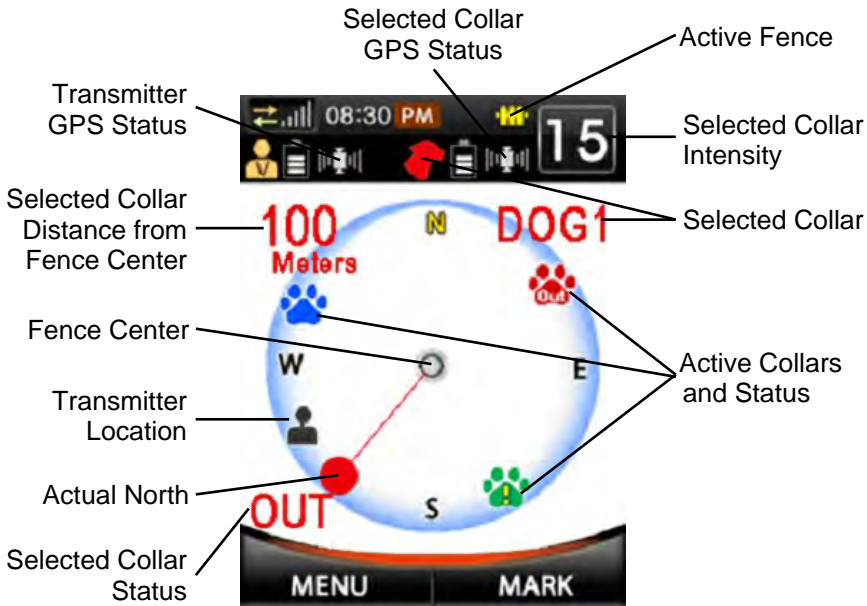 Selected Collar
GPS Status
Active Fence
Transmitter
GPS Status
08:30 PM
15
Selected Collar
Intensity
Selected Collar
Distance from
Fence Center
100
Meters
N
DOG1
Selected Collar
Out
Fence Center
W
E
Active Collars
and Status
Transmitter
Location
Actual North
!
OUT
S
Selected Collar
Status
MENU
MARK